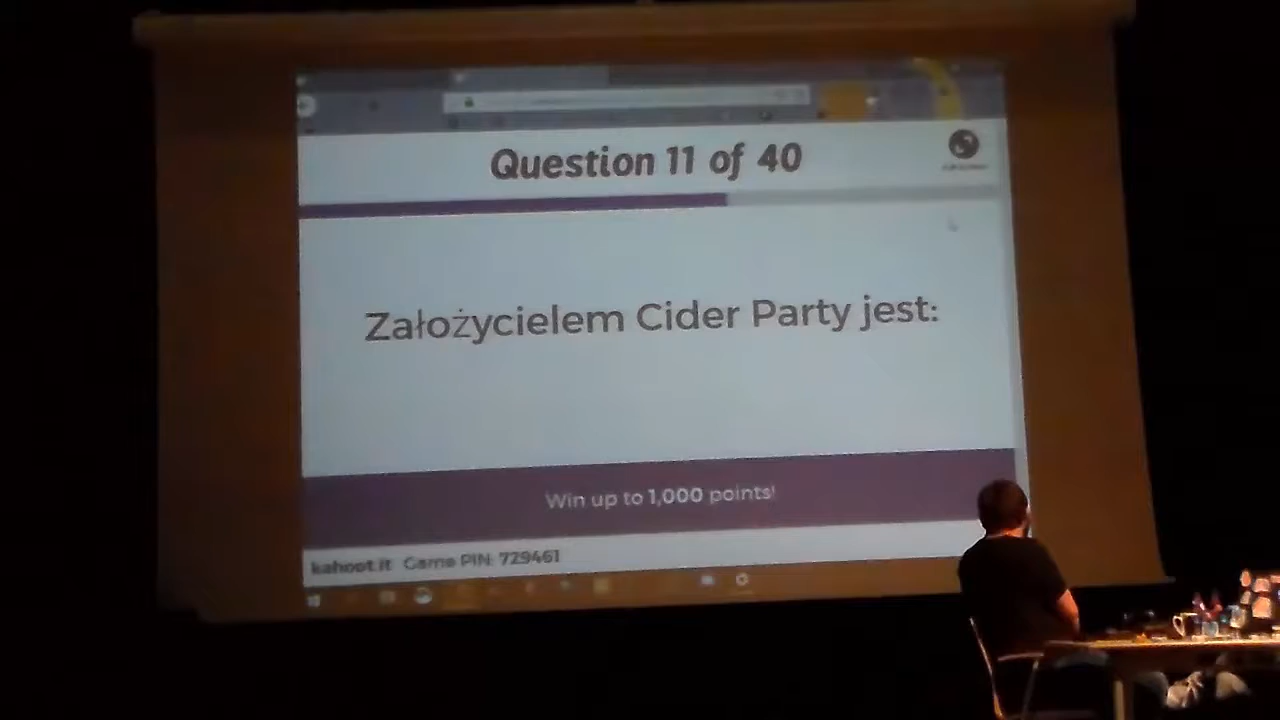 Question 11 of 40
Założycielem Cider Party jest:
Win up to 1,000 points!
kahoot.it Game PIN: 729461